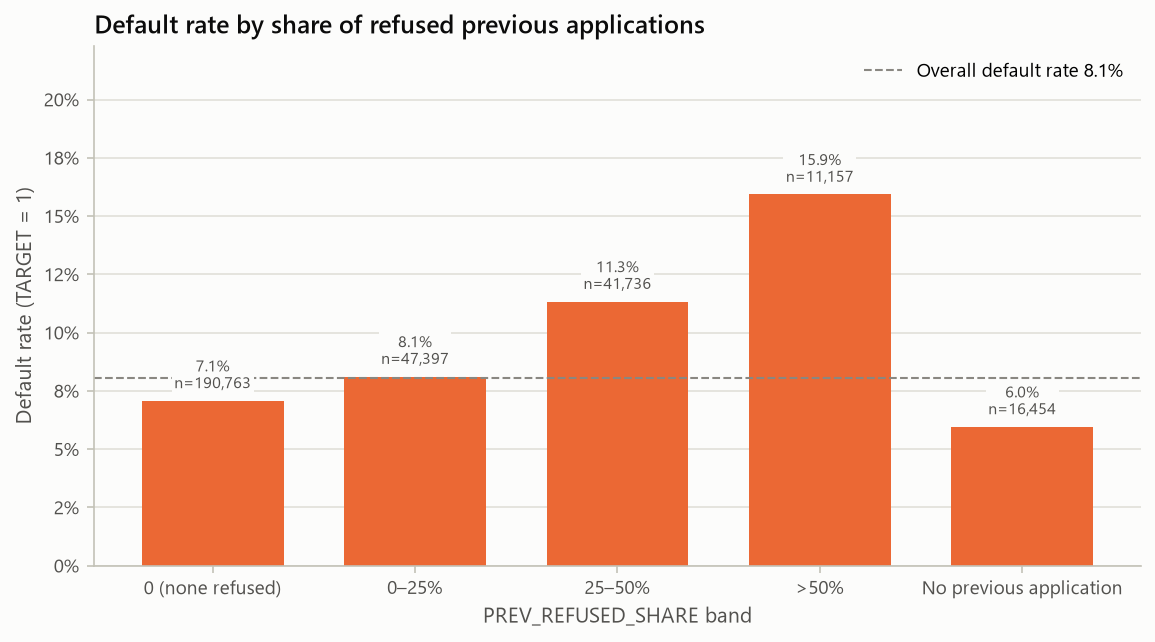 Default rate by share of refused previous applications
Overall default rate 8.1%
Default rate (TARGET = 1)
20%
18%
15%
12%
10%
8%
5%
2%
0%
7.1%
n=190,763
8.1%
n=47,397
11.3%
n=41,736
15.9%
n=11,157
6.0%
n=16,454
0 (none refused)
0–25%
25–50%
>50%
No previous application
PREV_REFUSED_SHARE band